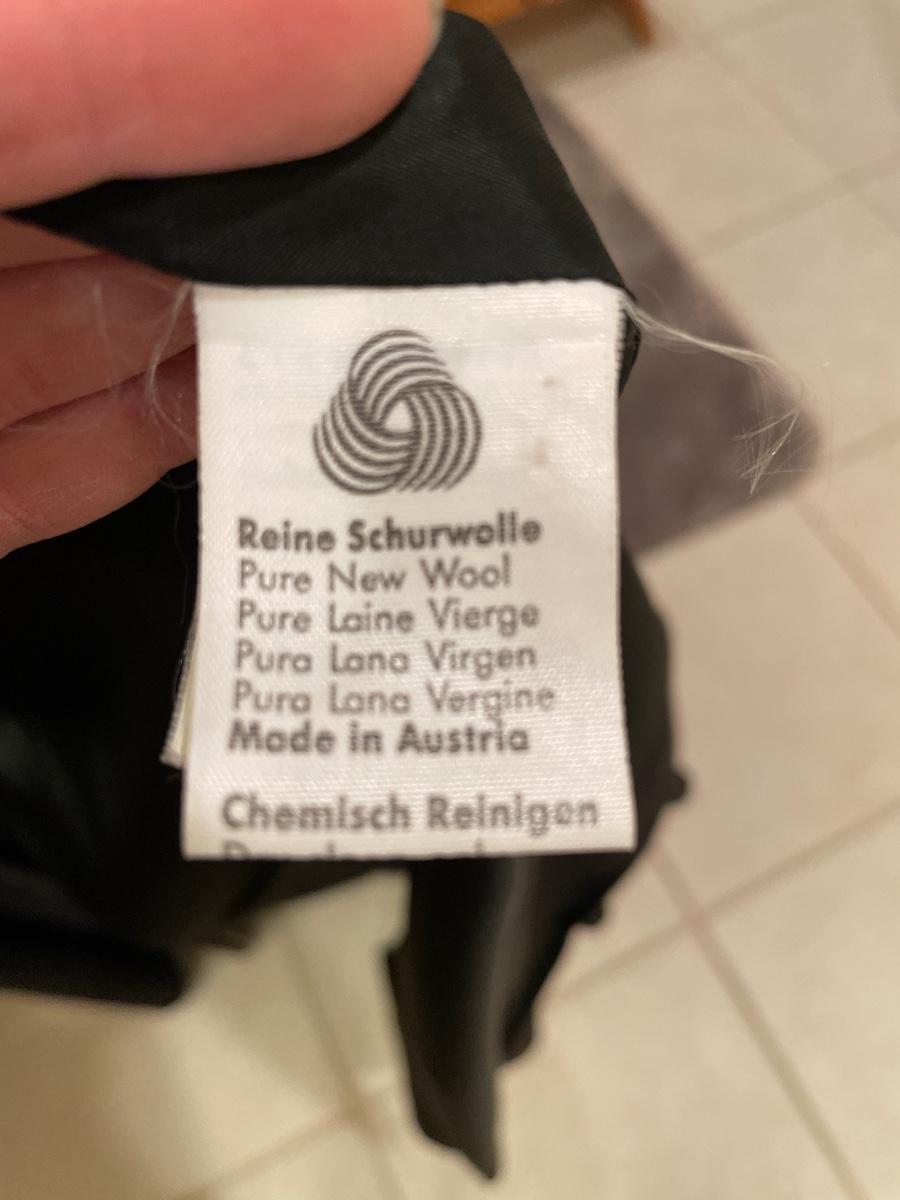 Reine Schurwolle
Pure New Wool
Pure Laine Vierge
Pura Lana Virgen
Pura Lana Vergine
Made in Austria
Chemisch Reinigen